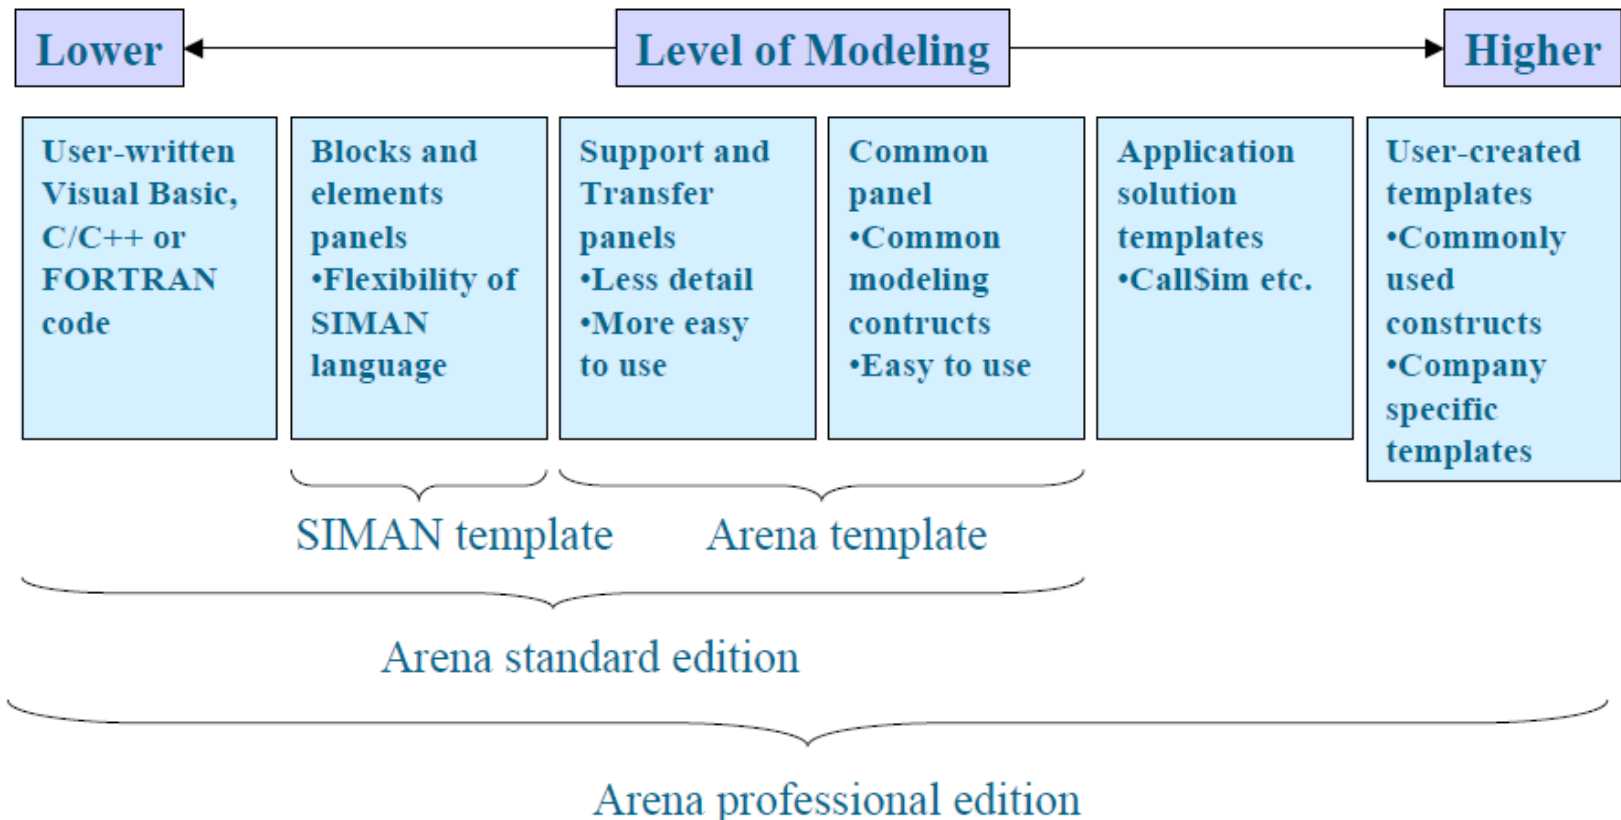 Lower
Level of Modeling
Higher
User-written
Visual Basic,
C/C++ or
FORTRAN
code
Blocks and
elements
panels
•Flexibility of
SIMAN
language
Support and
Transfer
panels
•Less detail
•More easy
to use
Common
panel
•Common
modeling
contructs
•Easy to use
Application
solution
templates
•Call$im etc.
User-created
templates
•Commonly
used
constructs
•Company
specific
templates
SIMAN template
Arena template
Arena standard edition
Arena professional edition